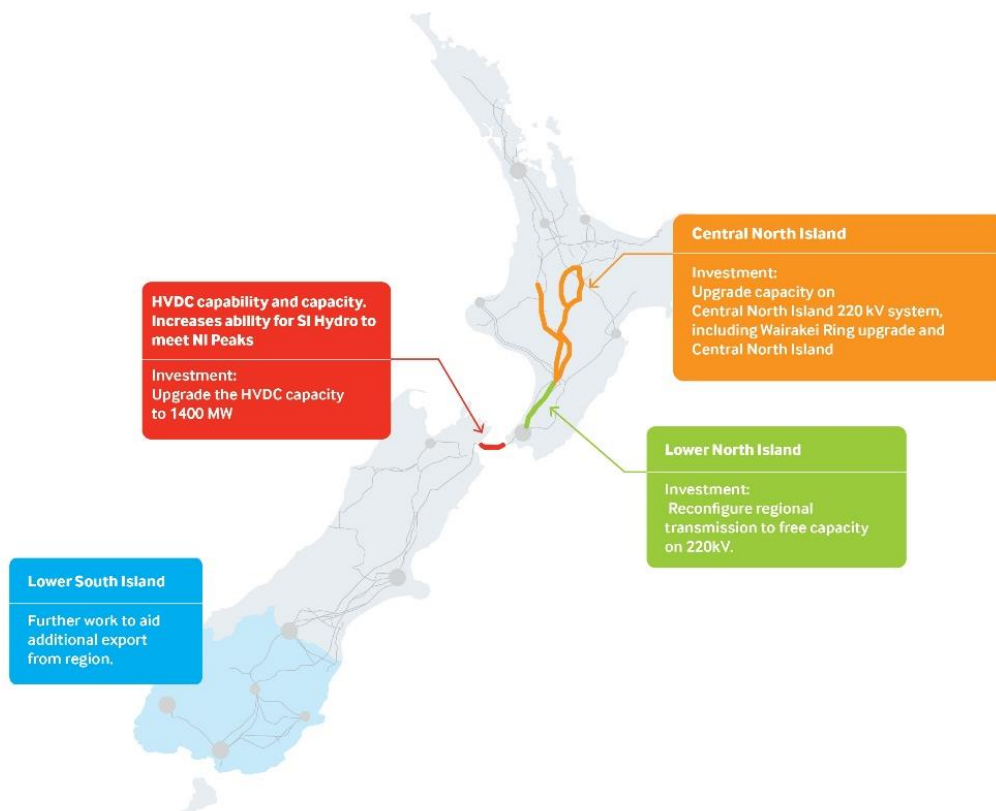 Central North Island
Investment:
Upgrade capacity on
Central North Island 220 kV system,
including Wairakei Ring upgrade and
Central North Island
HVDC capability and capacity.
Increases ability for SI Hydro to
meet NI Peaks
Investment:
Upgrade the HVDC capacity
to 1400 MW
Lower North Island
Investment:
Reconfigure regional
transmission to free capacity
on 220kV.
Lower South Island
Further work to aid
additional export
from region.